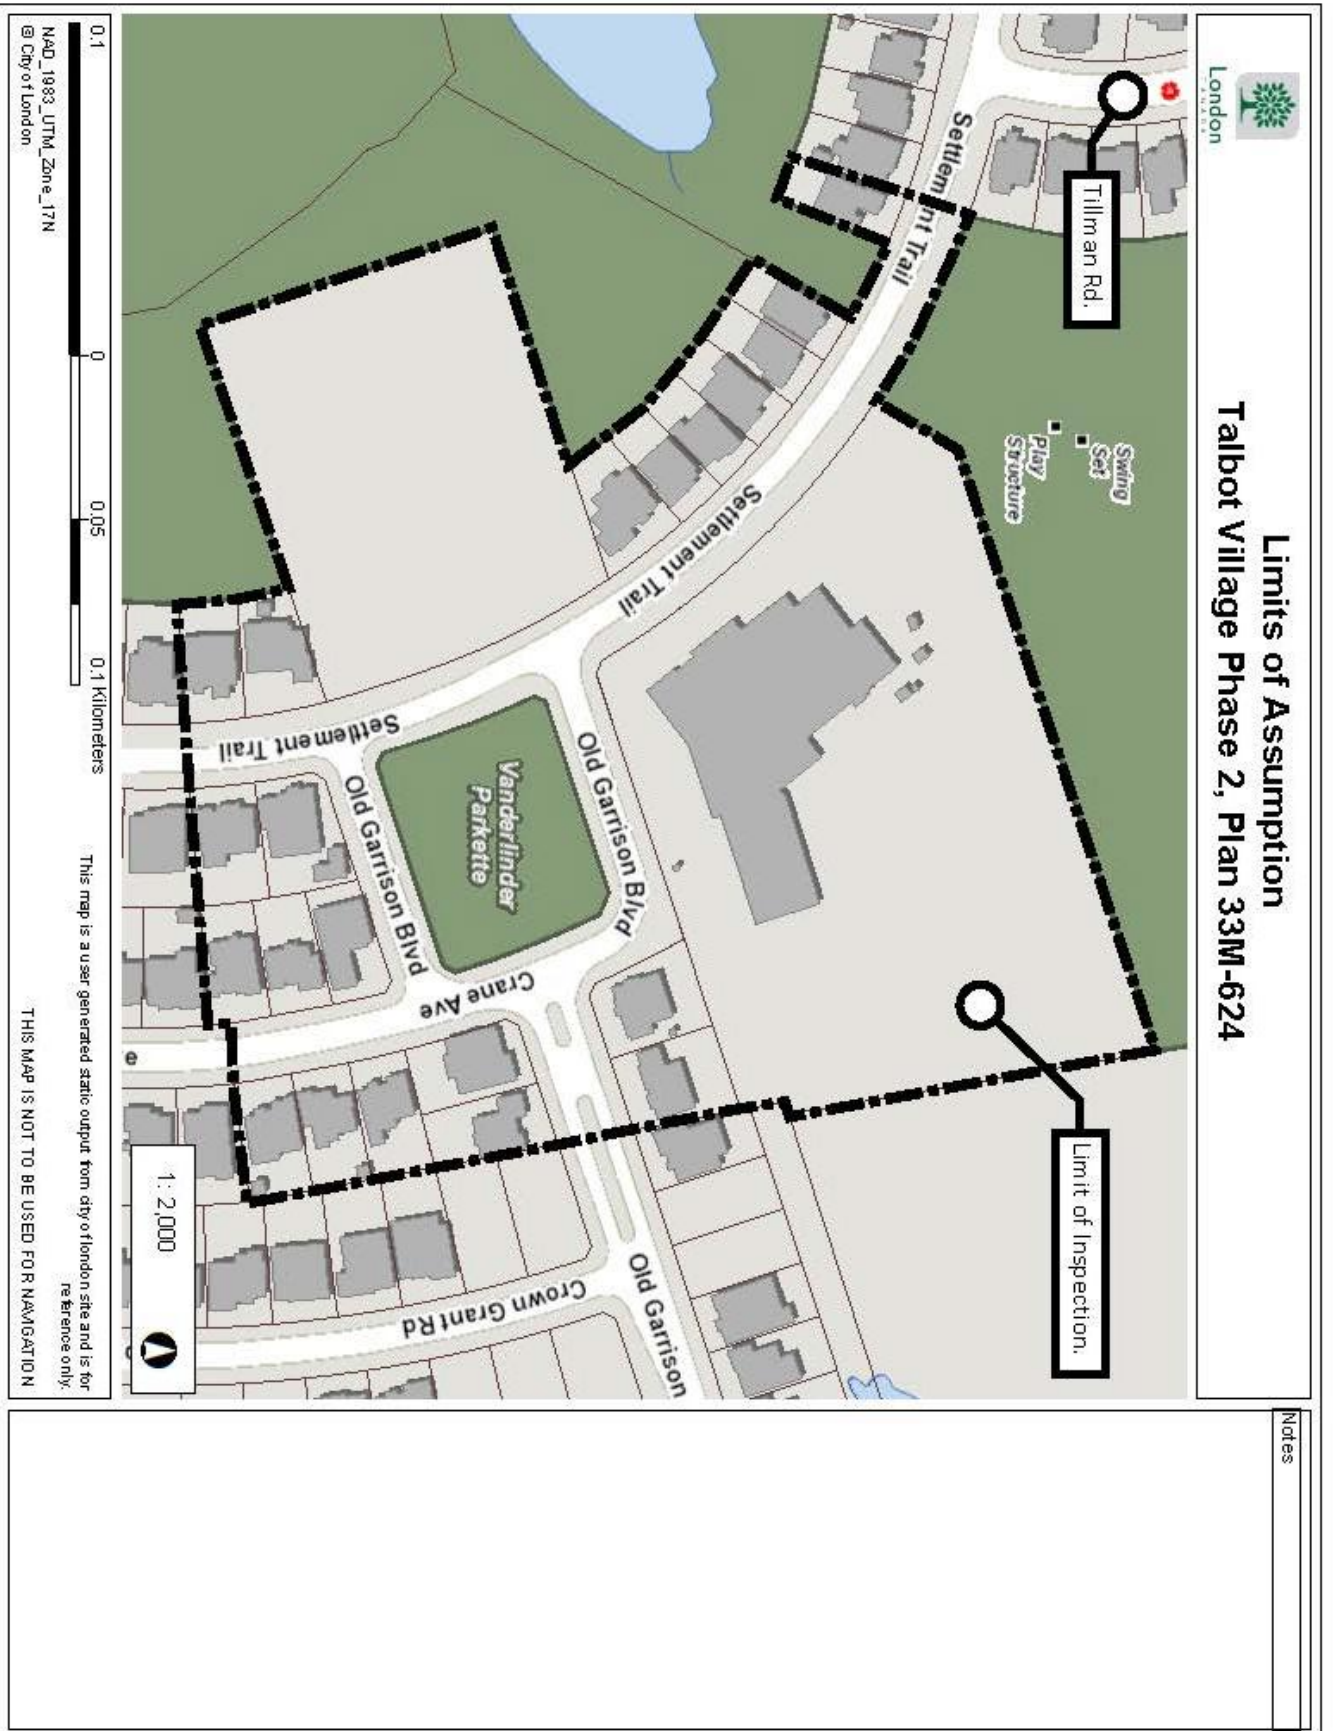 Limits of Assumption
Talbot Village Phase 2, Plan 33M-624
London
CANADA
Tillman Rd.
Swing
Set
Play
Structure
Settlement Trail
Settlement Trail
Settlement Trail
Old Garrison Blvd
Old Garrison Blvd
Vanderlinder
Parkette
Crane Ave
Crown Grant Rd
Old Garrison
e
Limit of Inspection.
1: 2,000
Notes
0.1
0
0.05
0.1 Kilometers
NAD_1983_UTM_Zone_17N
© City of London
This map is a user generated static output from city of london site and is for
reference only.
THIS MAP IS NOT TO BE USED FOR NAVIGATION